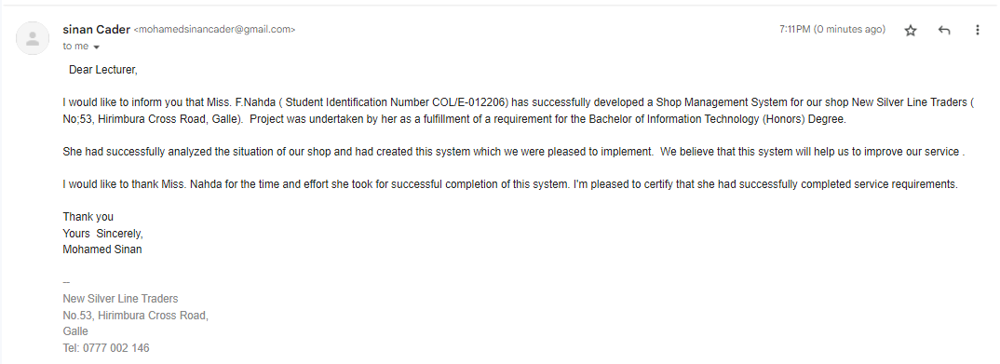 sinan Cader <mohamedsinancader@gmail.com>
7:11PM (0 minutes ago)
to me
Dear Lecturer,
I would like to inform you that Miss. F.Nahda ( Student Identification Number COL/E-012206) has successfully developed a Shop Management System for our shop New Silver Line Traders (
No;53, Hirimbura Cross Road, Galle).  Project was undertaken by her as a fulfillment of a requirement for the Bachelor of Information Technology (Honors) Degree.
She had successfully analyzed the situation of our shop and had created this system which we were pleased to implement.  We believe that this system will help us to improve our service .
I would like to thank Miss. Nahda for the time and effort she took for successful completion of this system. I'm pleased to certify that she had successfully completed service requirements.
Thank you
Yours  Sincerely,
Mohamed Sinan
--
New Silver Line Traders
No.53, Hirimbura Cross Road,
Galle
Tel: 0777 002 146